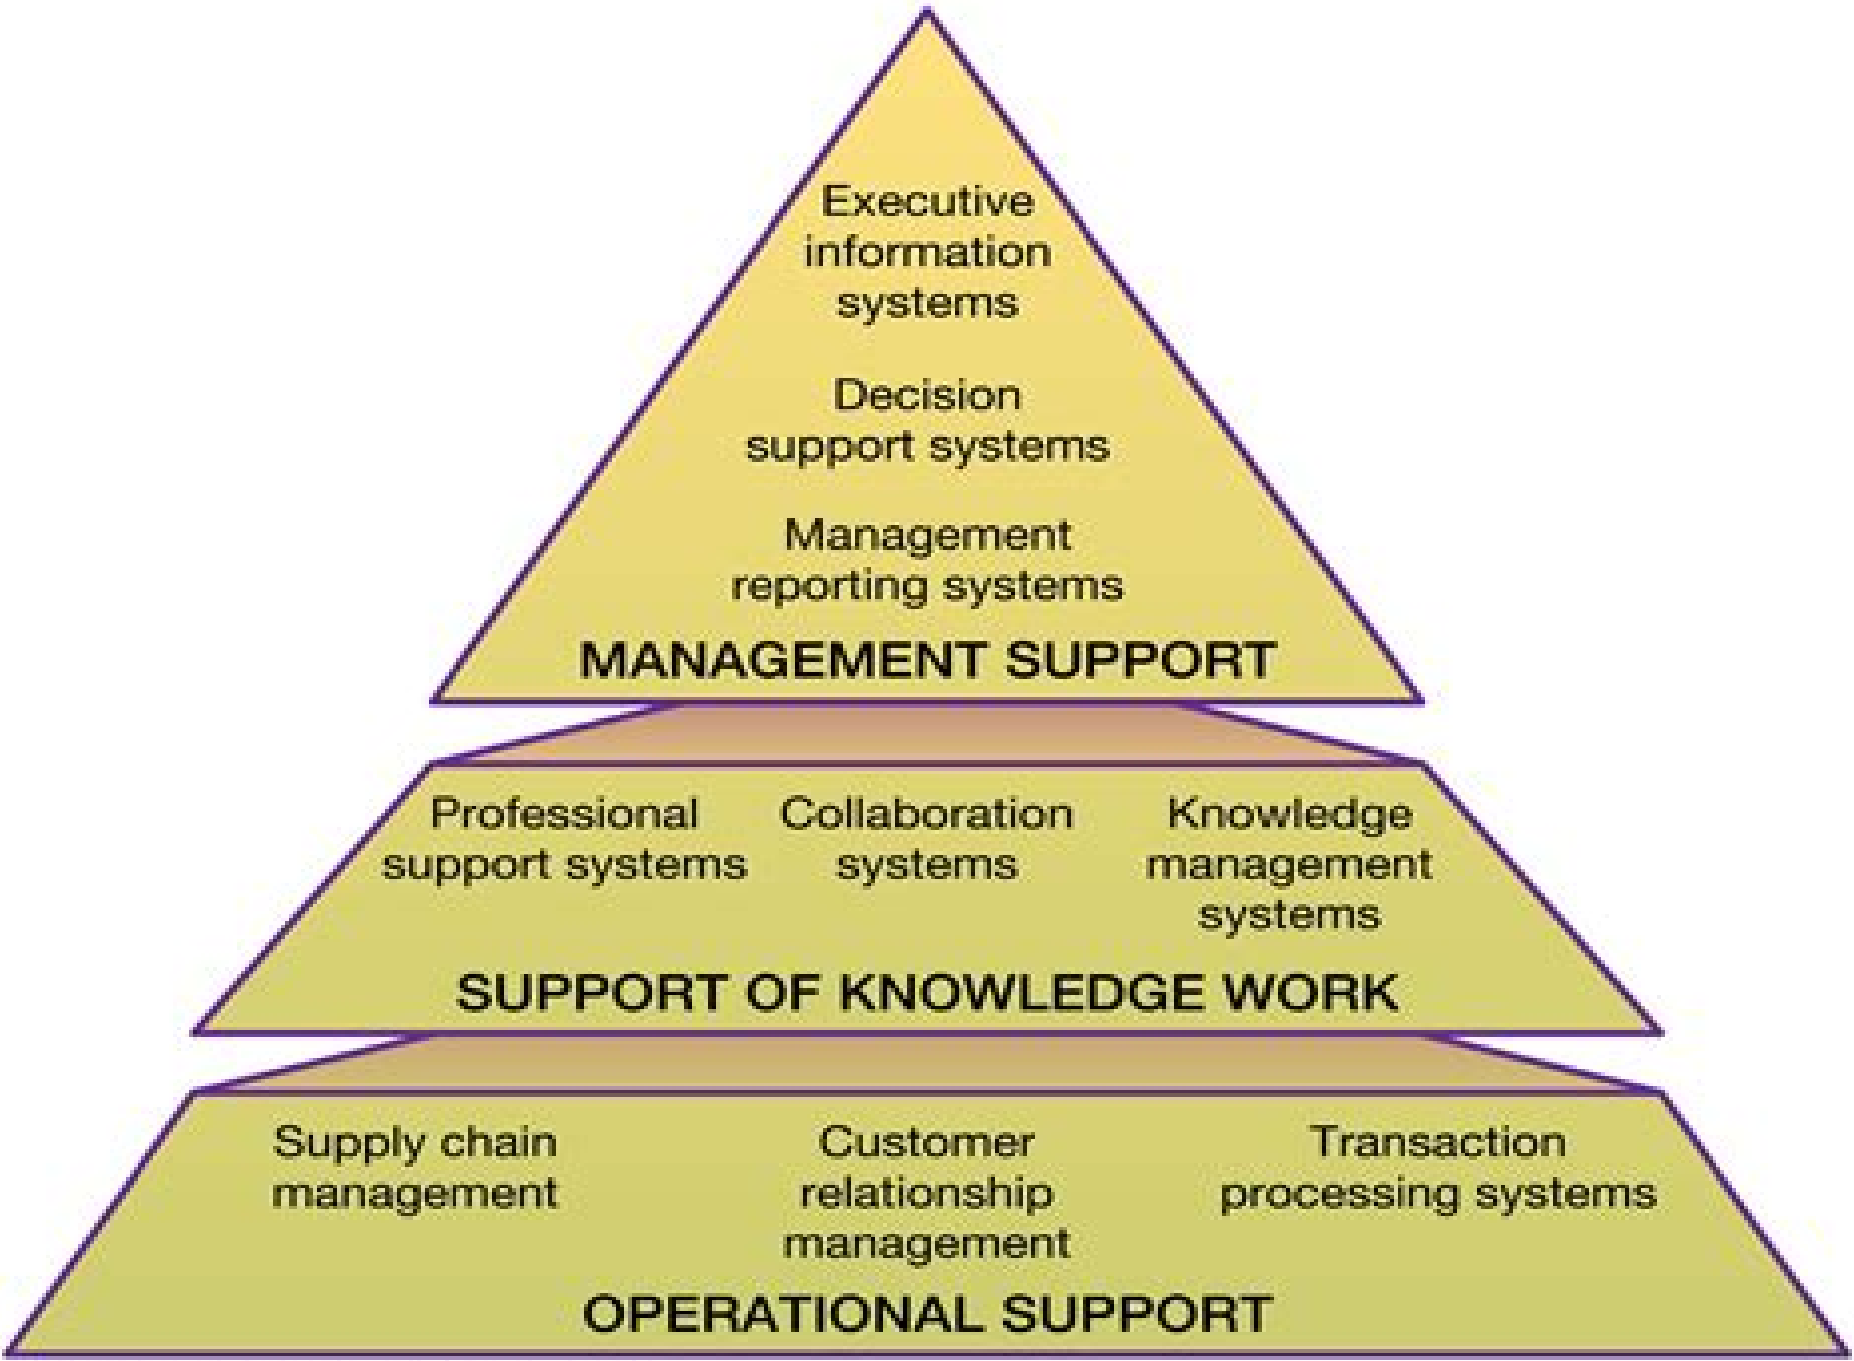 Executive
information
systems
Decision
support systems
Management
reporting systems
MANAGEMENT SUPPORT
Professional
support systems
Collaboration
systems
Knowledge
management
systems
SUPPORT OF KNOWLEDGE WORK
Supply chain
management
Customer
relationship
management
Transaction
processing systems
OPERATIONAL SUPPORT